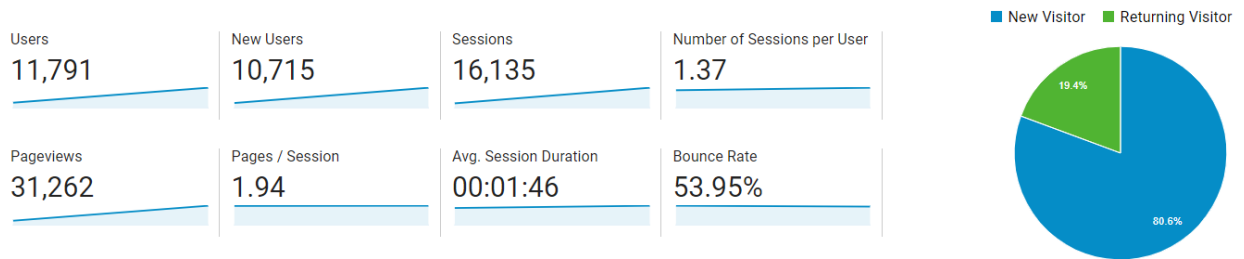 Users
11,791
New Users
10,715
Sessions
16,135
Number of Sessions per User
1.37
Pageviews
31,262
Pages / Session
1.94
Avg. Session Duration
00:01:46
Bounce Rate
53.95%
New Visitor
Returning Visitor
19.4%
80.6%